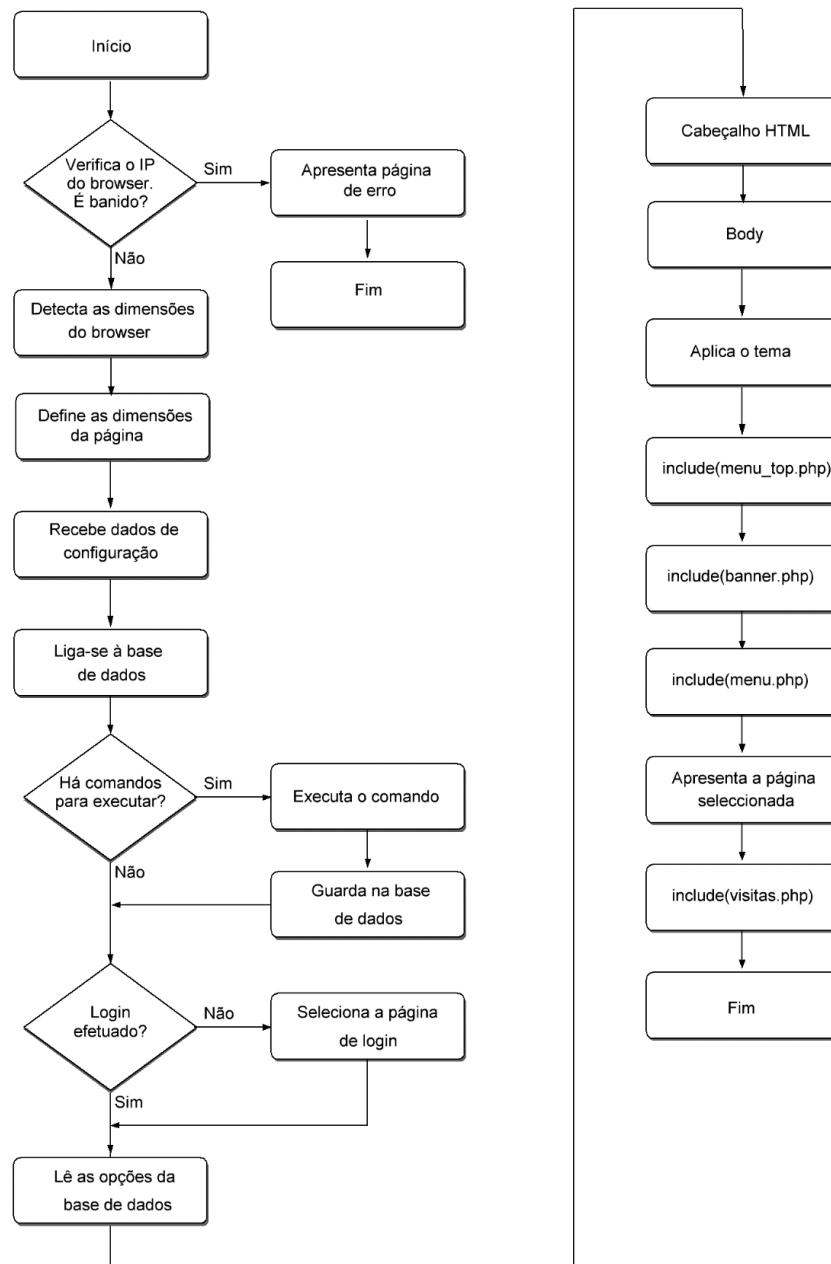 Início
Verifica o IP
do browser.
É banido?
Sim
Apresenta página
de erro
Fim
Não
Detecta as dimensões
do browser
Define as dimensões
da página
Recebe dados de
configuração
Liga-se à base
de dados
Há comandos
para executar?
Sim
Executa o comando
Não
Guarda na base
de dados
Login
efetuado?
Não
Seleciona a página
de login
Sim
Lê as opções da
base de dados
Cabeçalho HTML
Body
Aplica o tema
include(menu_top.php)
include(banner.php)
include(menu.php)
Apresenta a página
seleccionada
include(visitas.php)
Fim